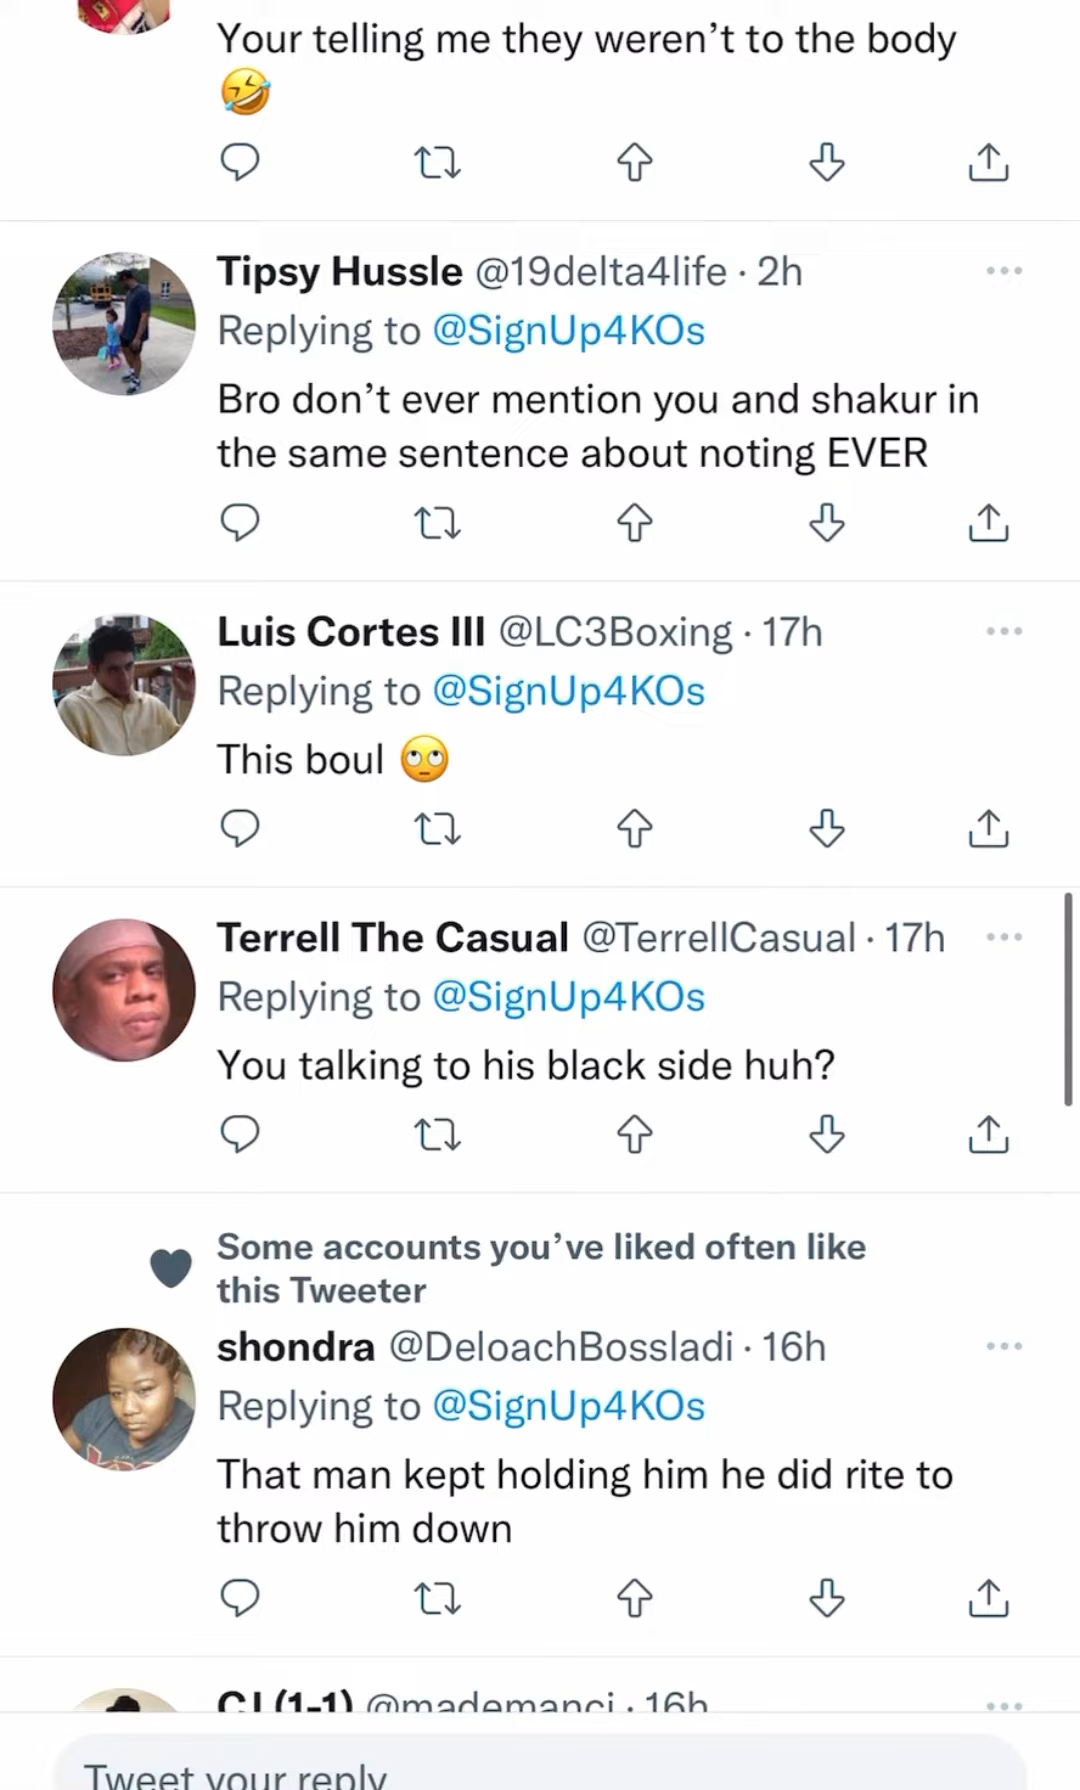 Your telling me they weren’t to the body
🤣
Tipsy Hussle @19delta4life · 2h
Replying to @SignUp4KOs
Bro don’t ever mention you and shakur in
the same sentence about noting EVER
Luis Cortes III @LC3Boxing · 17h
Replying to @SignUp4KOs
This boul 🙄
Terrell The Casual @TerrellCasual · 17h
Replying to @SignUp4KOs
You talking to his black side huh?
Some accounts you’ve liked often like
this Tweeter
shondra @DeloachBossladi · 16h
Replying to @SignUp4KOs
That man kept holding him he did rite to
throw him down
(1-1) · 16h
Tweet your reply